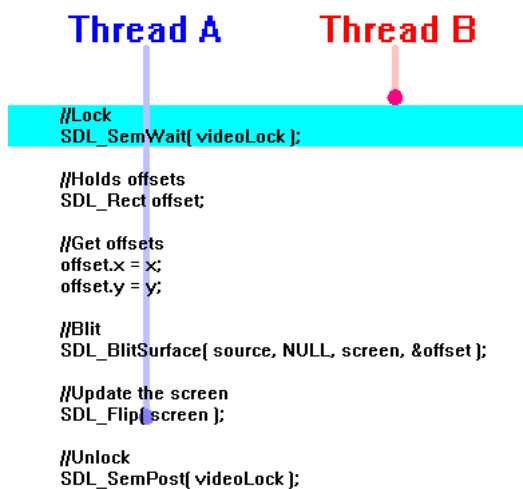 Thread A Thread B
//Lock
SDL_SemWait( videoLock );
//Holds offsets
SDL_Rect offset;
//Get offsets
offset.x = x;
offset.y = y;
//Blit
SDL_BlitSurface( source, NULL, screen, &offset );
//Update the screen
SDL_Flip( screen );
//Unlock
SDL_SemPost( videoLock );